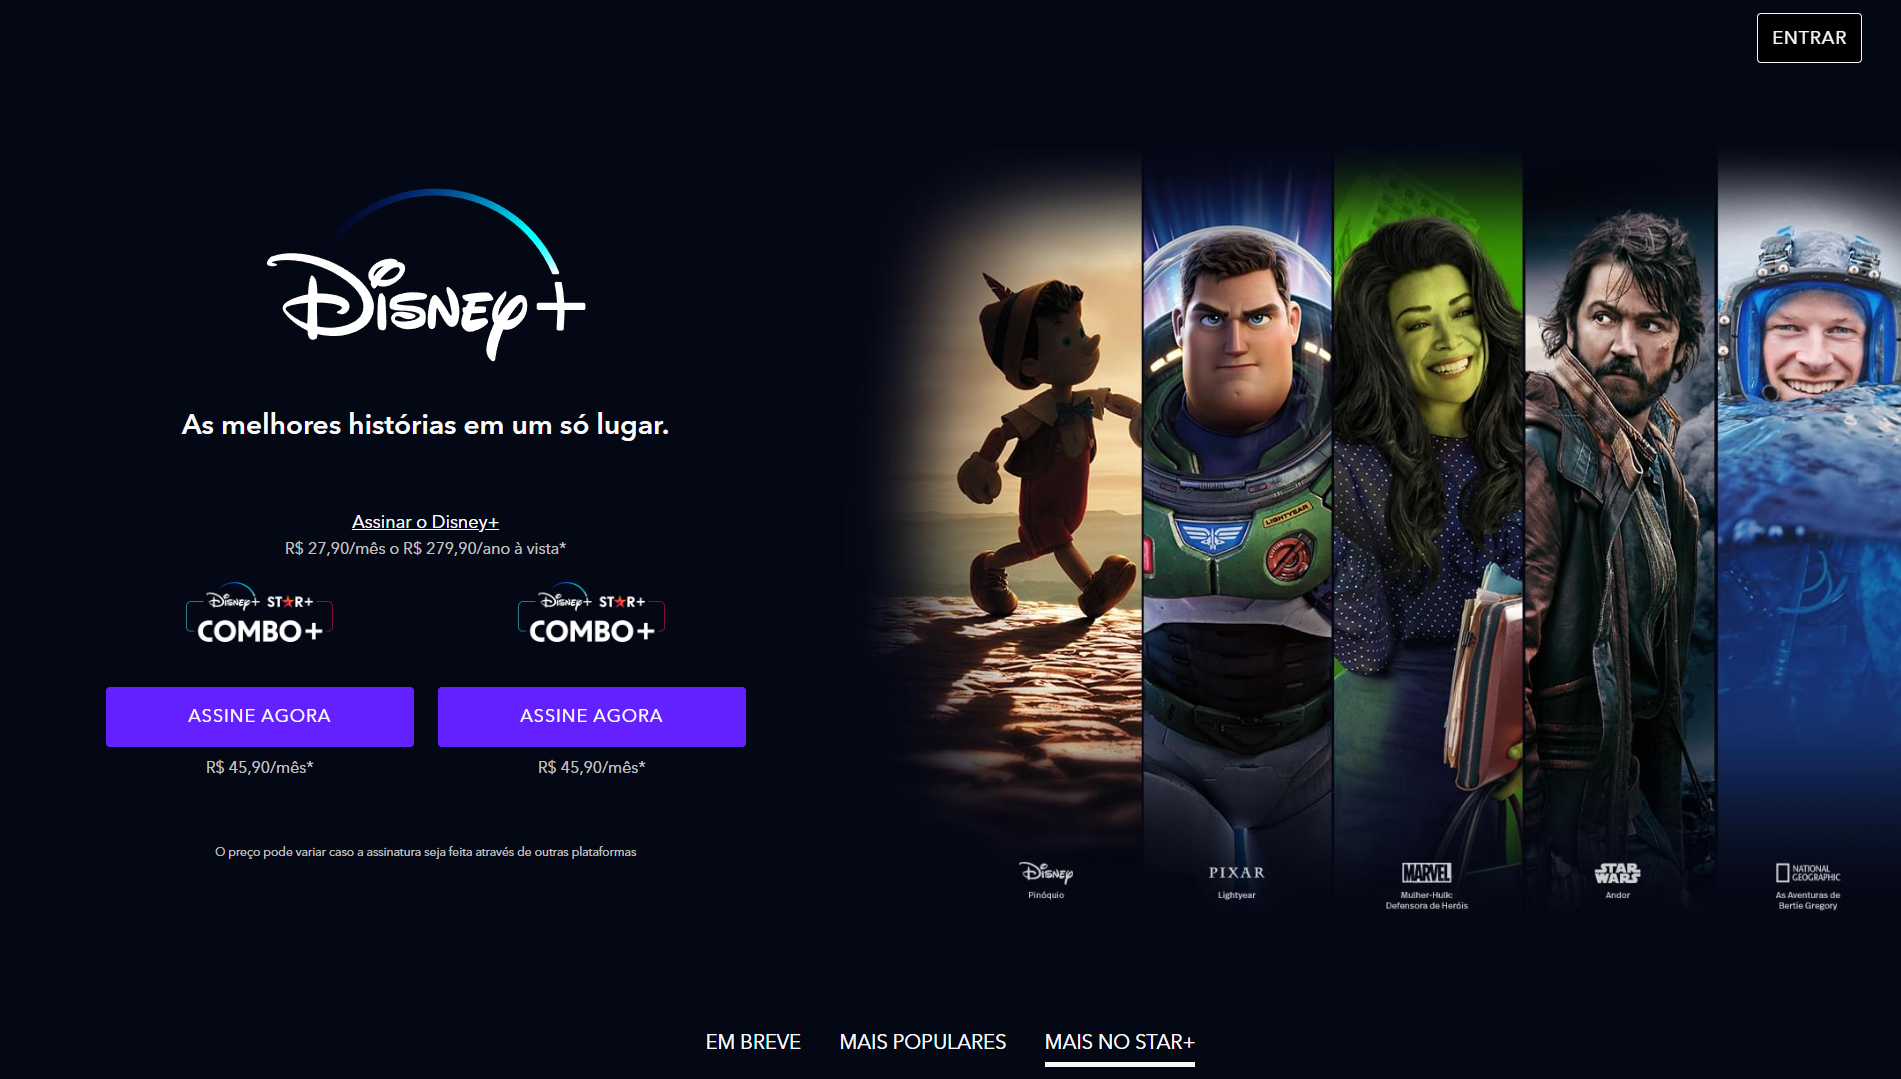 ENTRAR
Disney+
As melhores histórias em um só lugar.
Assinar o Disney+
R$ 27,90/mês o R$ 279,90/ano à vista*
Disney+ STAR+
COMBO+
ASSINE AGORA
R$ 45,90/mês*
Disney+ STAR+
COMBO+
ASSINE AGORA
R$ 45,90/mês*
O preço pode variar caso a assinatura seja feita através de outras plataformas
LIGHTYEAR
Disney
Pinóquio
PIXAR
Lightyear
MARVEL
Mulher-Hulk:
Defensora de Heróis
STAR
WARS
Andor
NATIONAL
GEOGRAPHIC
As Aventuras de
Bertie Gregory
EM BREVE
MAIS POPULARES
MAIS NO STAR+